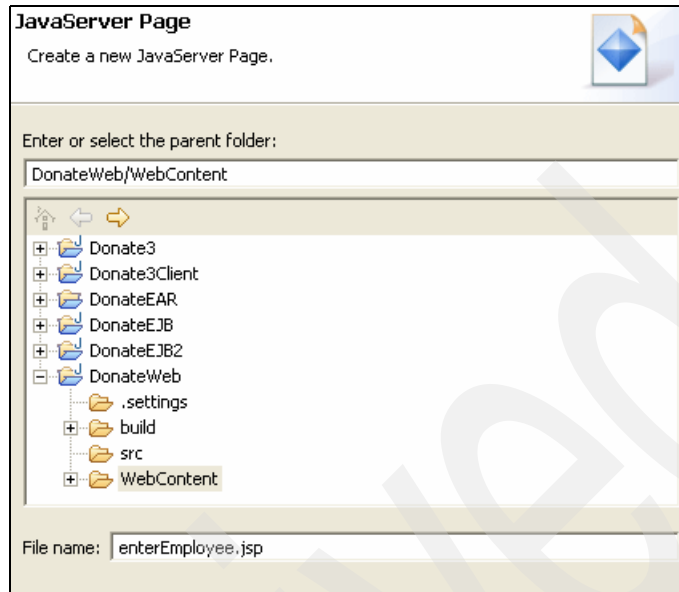 JavaServer Page
Create a new JavaServer Page.
Enter or select the parent folder:
DonateWeb/WebContent
Donate3
Donate3Client
DonateEAR
DonateEJB
DonateEJB2
DonateWeb
.settings
build
src
WebContent
File name: enterEmployee.jsp